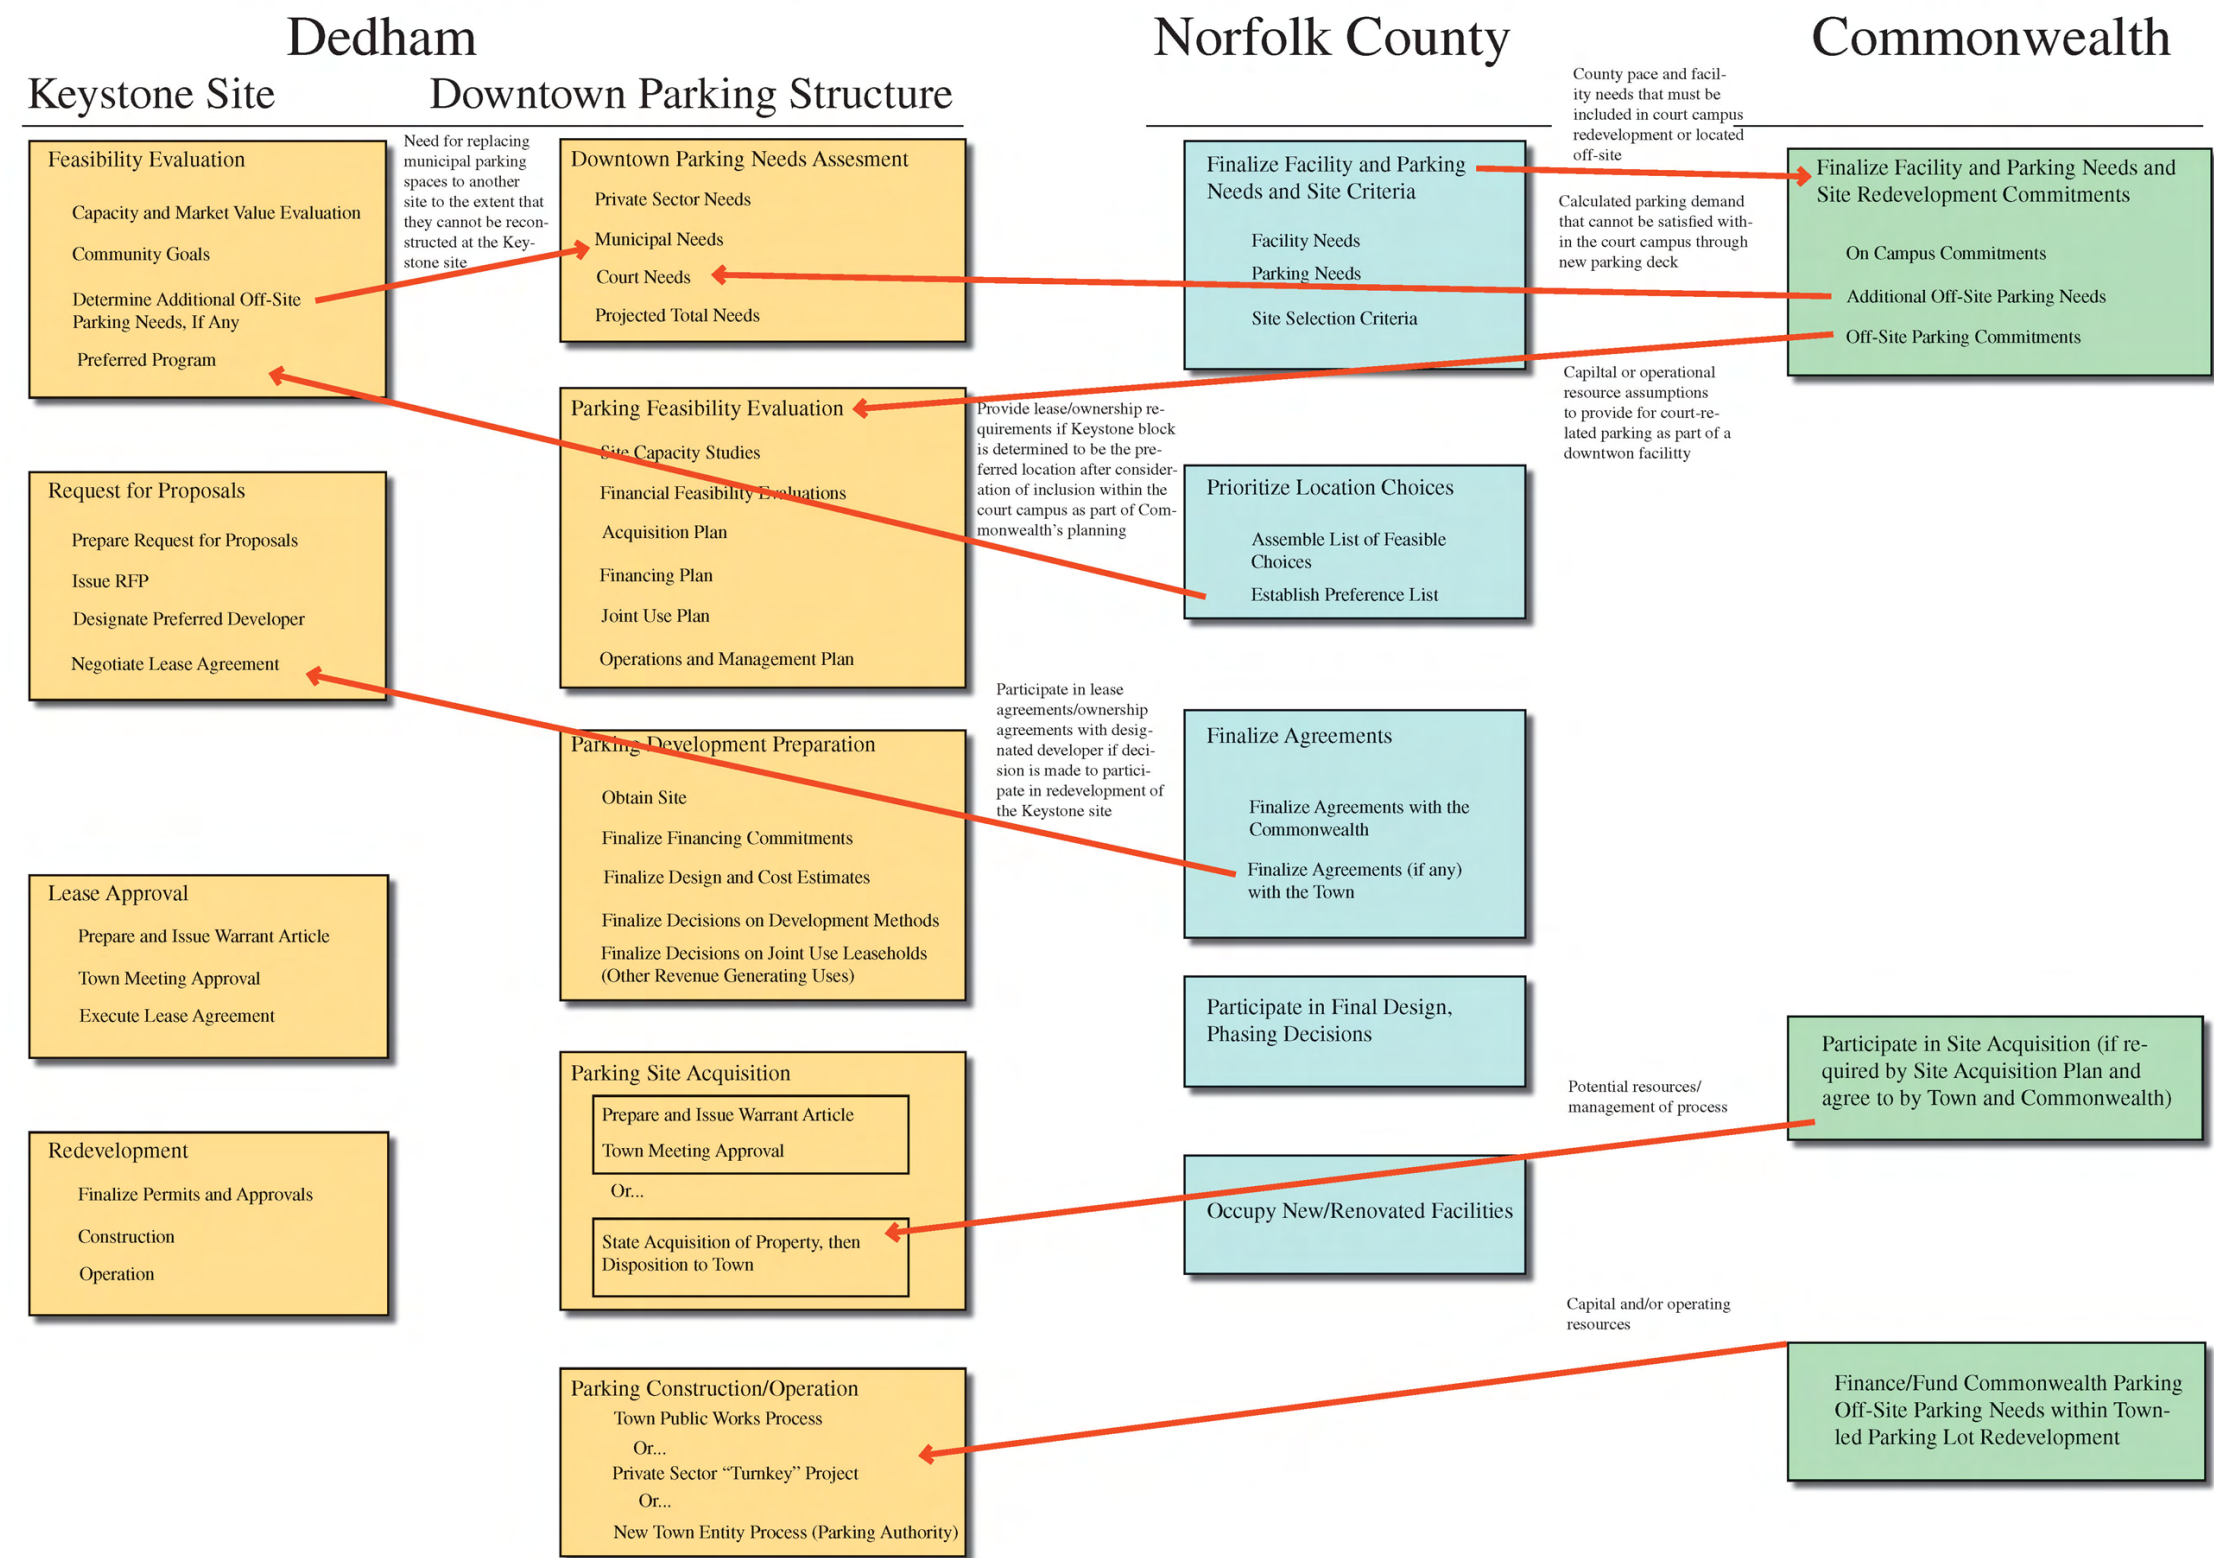 Dedham
Norfolk County
Commonwealth
Keystone Site
Downtown Parking Structure
Feasibility Evaluation
Capacity and Market Value Evaluation
Community Goals
Determine Additional Off-Site
Parking Needs, If Any
Preferred Program
Request for Proposals
Prepare Request for Proposals
Issue RFP
Designate Preferred Developer
Negotiate Lease Agreement
Lease Approval
Prepare and Issue Warrant Article
Town Meeting Approval
Execute Lease Agreement
Redevelopment
Finalize Permits and Approvals
Construction
Operation
Need for replacing
municipal parking
spaces to another
site to the extent that
they cannot be recon-
structed at the Key-
stone site
Downtown Parking Needs Assesment
Private Sector Needs
Municipal Needs
Court Needs
Projected Total Needs
Parking Feasibility Evaluation
Site Capacity Studies
Financial Feasibility Evaluations
Acquisition Plan
Financing Plan
Joint Use Plan
Operations and Management Plan
Parking Development Preparation
Obtain Site
Finalize Financing Commitments
Finalize Design and Cost Estimates
Finalize Decisions on Development Methods
Finalize Decisions on Joint Use Leaseholds
(Other Revenue Generating Uses)
Parking Site Acquisition
Prepare and Issue Warrant Article
Town Meeting Approval
Or...
State Acquisition of Property, then
Disposition to Town
Parking Construction/Operation
Town Public Works Process
Or...
Private Sector “Turnkey” Project
Or...
New Town Entity Process (Parking Authority)
Provide lease/ownership re-
quirements if Keystone block
is determined to be the pre-
ferred location after consider-
ation of inclusion within the
court campus as part of Com-
monwealth’s planning
Participate in lease
agreements/ownership
agreements with desig-
nated developer if deci-
sion is made to partici-
pate in redevelopment of
the Keystone site
Finalize Facility and Parking
Needs and Site Criteria
Facility Needs
Parking Needs
Site Selection Criteria
Prioritize Location Choices
Assemble List of Feasible
Choices
Establish Preference List
Finalize Agreements
Finalize Agreements with the
Commonwealth
Finalize Agreements (if any)
with the Town
Participate in Final Design,
Phasing Decisions
Occupy New/Renovated Facilities
County pace and facil-
ity needs that must be
included in court campus
redevelopment or located
off-site
Calculated parking demand
that cannot be satisfied with-
in the court campus through
new parking deck
Capiltal or operational
resource assumptions
to provide for court-re-
lated parking as part of a
downtwon facilitty
Potential resources/
management of process
Capital and/or operating
resources
Finalize Facility and Parking Needs and
Site Redevelopment Commitments
On Campus Commitments
Additional Off-Site Parking Needs
Off-Site Parking Commitments
Participate in Site Acquisition (if re-
quired by Site Acquisition Plan and
agree to by Town and Commonwealth)
Finance/Fund Commonwealth Parking
Off-Site Parking Needs within Town-
led Parking Lot Redevelopment